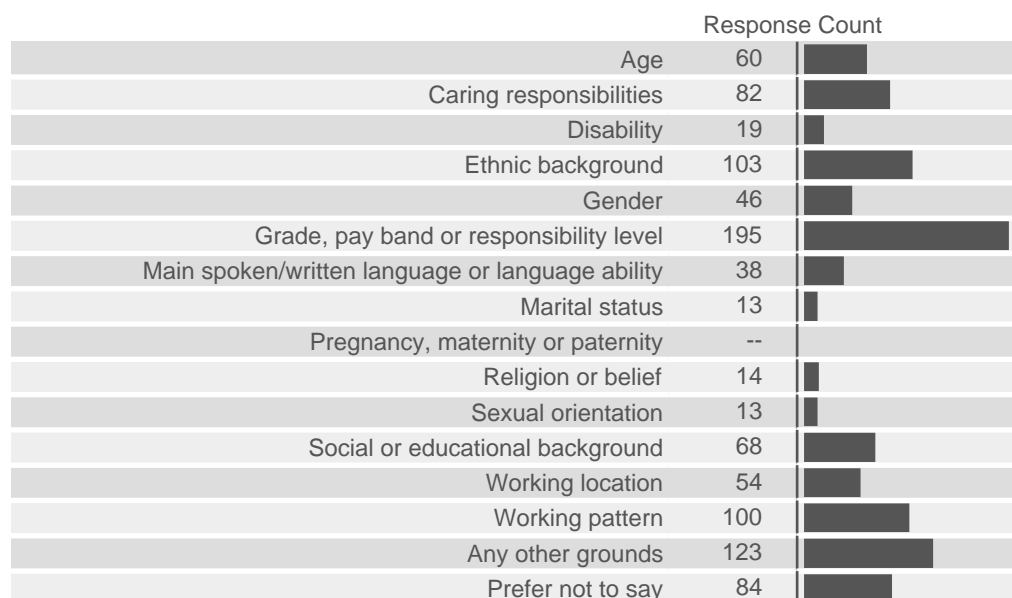 Response Count
Age 60
Caring responsibilities 82
Disability 19
Ethnic background 103
Gender 46
Grade, pay band or responsibility level 195
Main spoken/written language or language ability 38
Marital status 13
Pregnancy, maternity or paternity --
Religion or belief 14
Sexual orientation 13
Social or educational background 68
Working location 54
Working pattern 100
Any other grounds 123
Prefer not to say 84